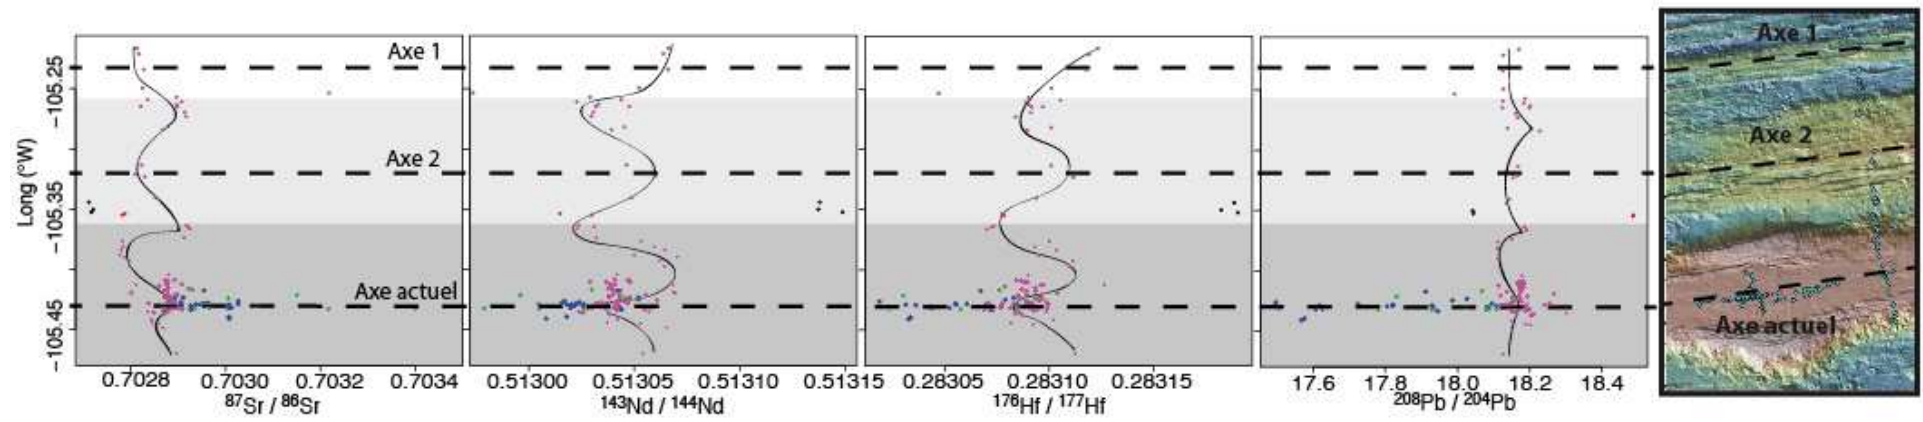 Long (°W)
−105.25
−105.35
−105.45
Axe 1
Axe 2
Axe actuel
0.7028 0.7030 0.7032 0.7034
87Sr / 86Sr
0.51300 0.51305 0.51310 0.51315
143Nd / 144Nd
0.28305 0.28310 0.28315
176Hf / 177Hf
17.6 17.8 18.0 18.2 18.4
208Pb / 204Pb
Axe 1
Axe 2
Axe actuel